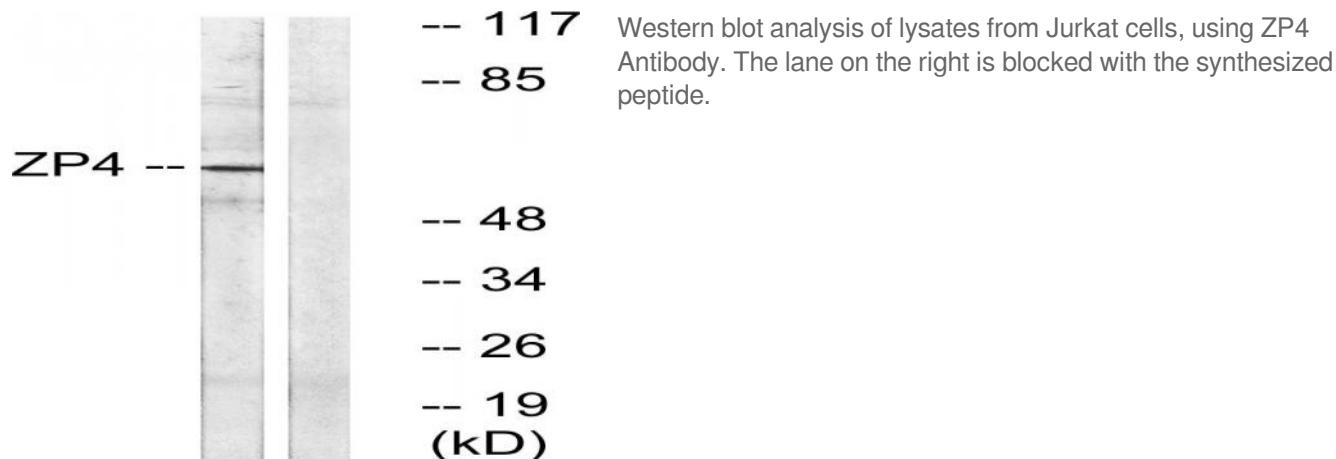 -- 117
-- 85
ZP4 --
-- 48
-- 34
-- 26
-- 19
(kD)
Western blot analysis of lysates from Jurkat cells, using ZP4
Antibody. The lane on the right is blocked with the synthesized
peptide.